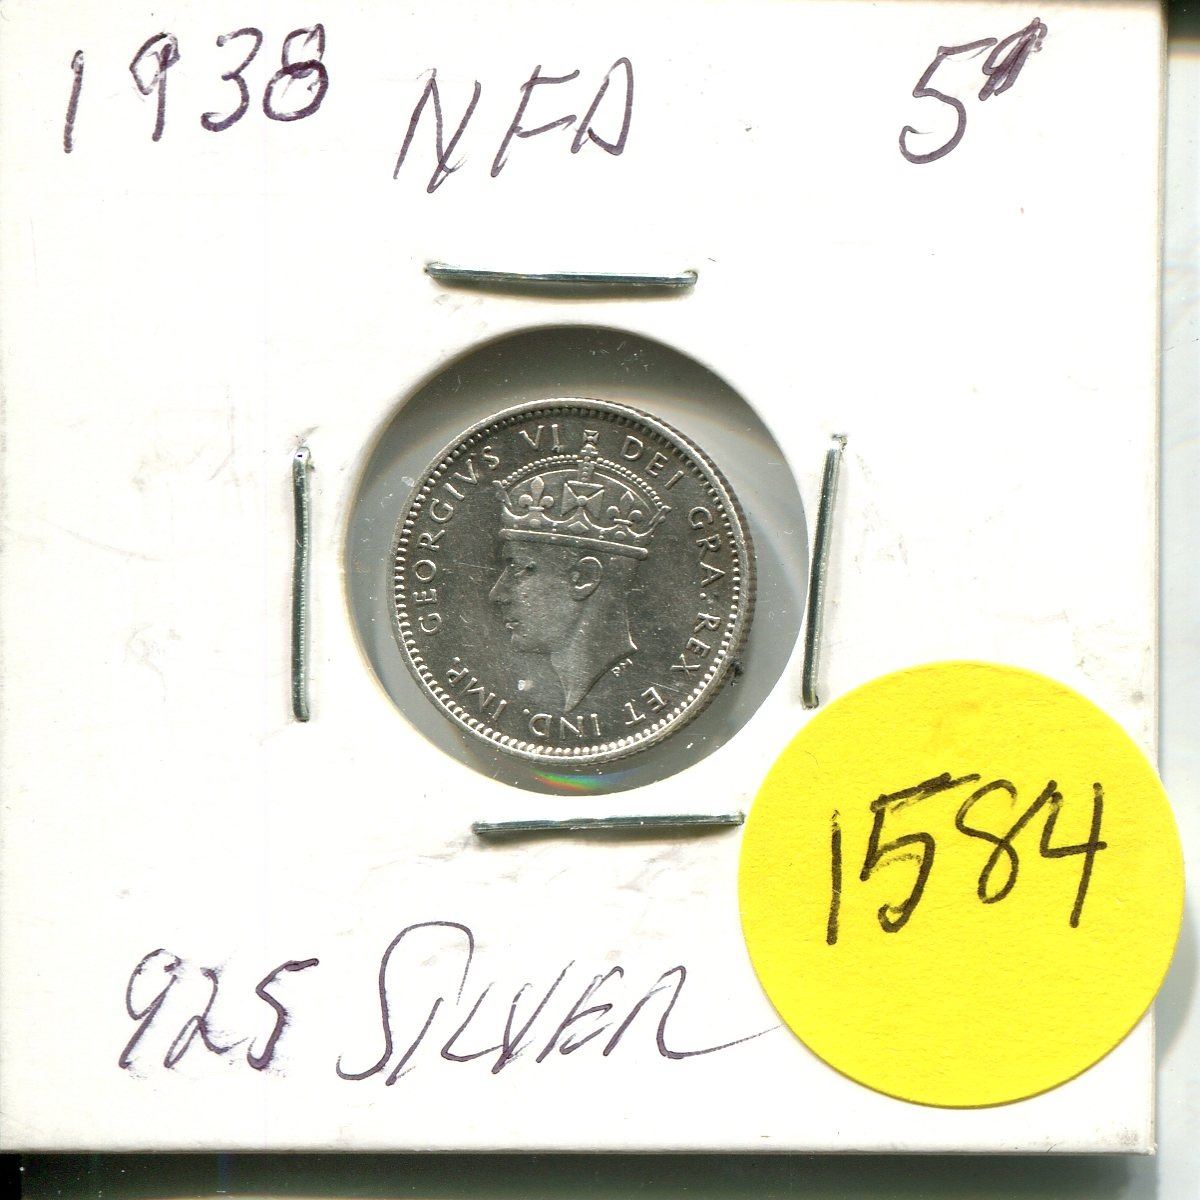 1938 NFD 5¢
GEORGIVS VI DEI GRA: REX ET IND. IMP.
1584
925 SILVER